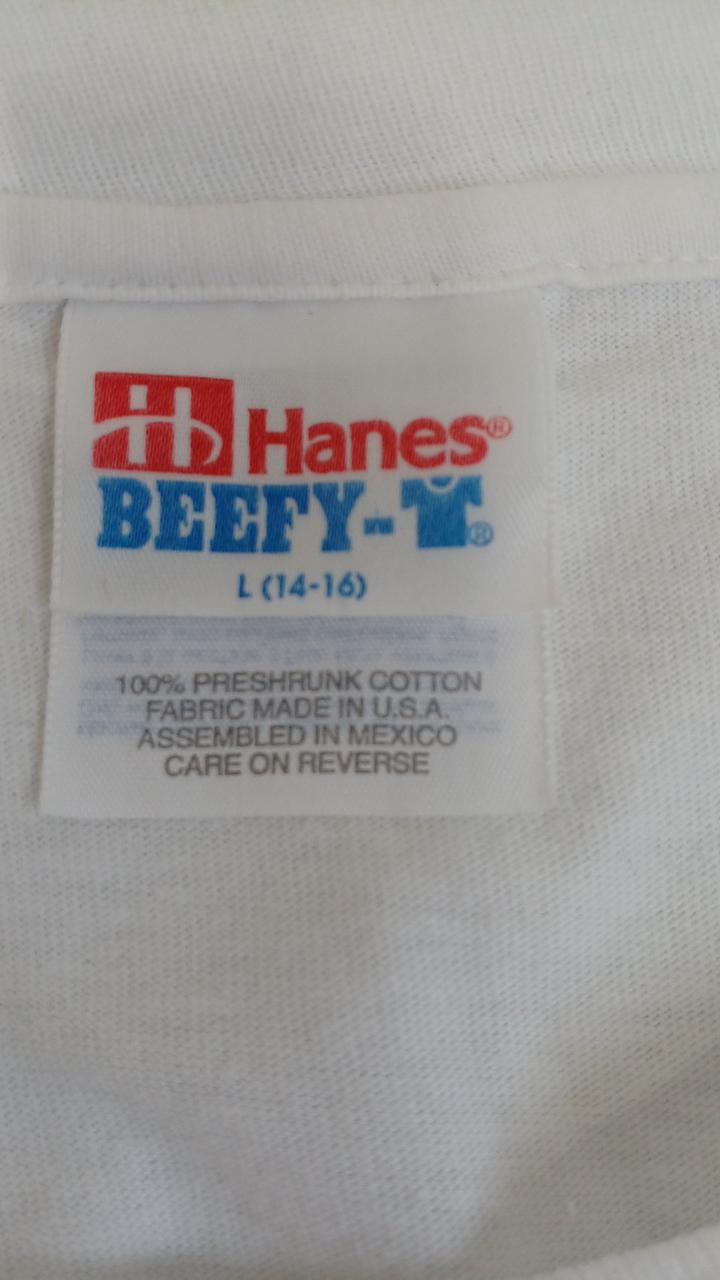 H Hanes®
BEEFY-T®
L (14-16)
100% PRESHRUNK COTTON
FABRIC MADE IN U.S.A.
ASSEMBLED IN MEXICO
CARE ON REVERSE